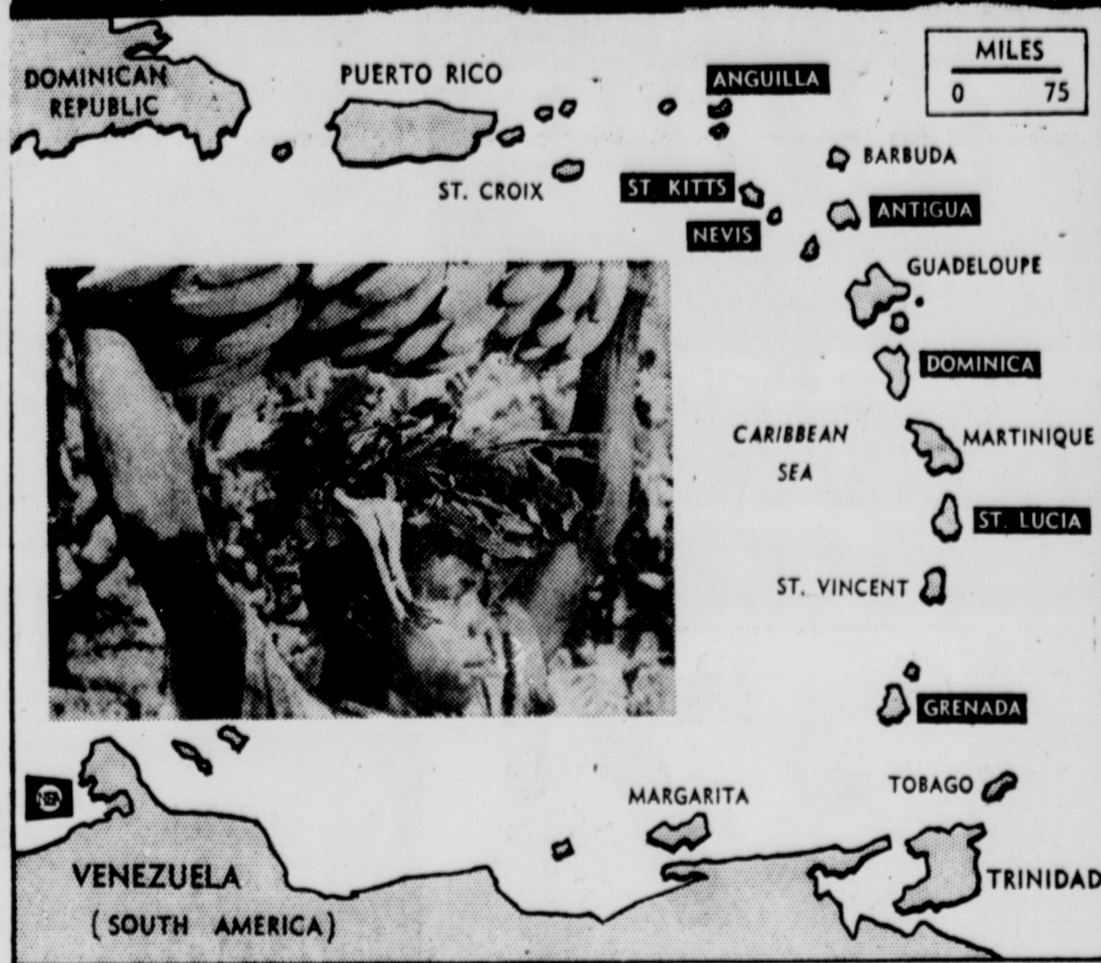 DOMINICAN
REPUBLIC
PUERTO RICO
ANGUILLA
MILES
0 75
BARBUDA
ST. CROIX
ST. KITTS
ANTIGUA
NEVIS
GUADELOUPE
DOMINICA
CARIBBEAN
SEA
MARTINIQUE
ST. LUCIA
ST. VINCENT
GRENADA
NEA
MARGARITA
TOBAGO
VENEZUELA
(SOUTH AMERICA)
TRINIDAD